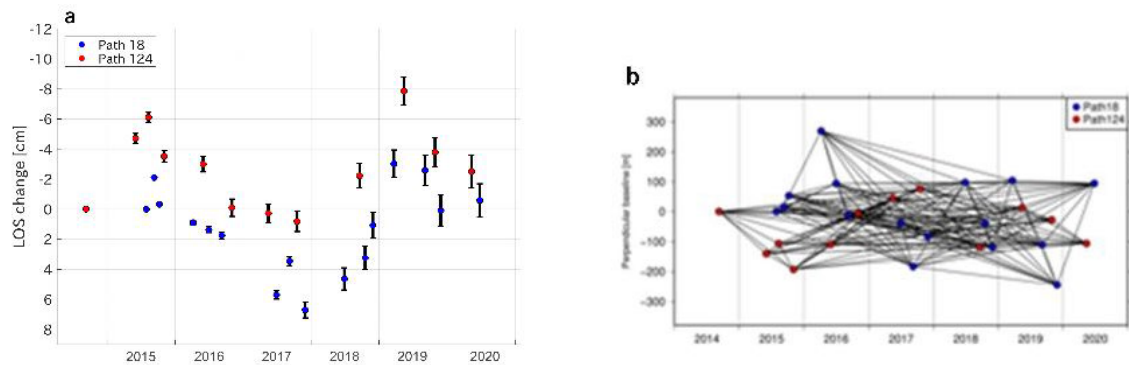 a
-12
-10
-8
-6
-4
-2
0
2
4
6
8
LOS change [cm]
Path 18
Path 124
2015 2016 2017 2018 2019 2020
b
300
200
100
0
-100
-200
-300
Perpendicular baseline [m]
Path18
Path124
2014 2015 2016 2017 2018 2019 2020